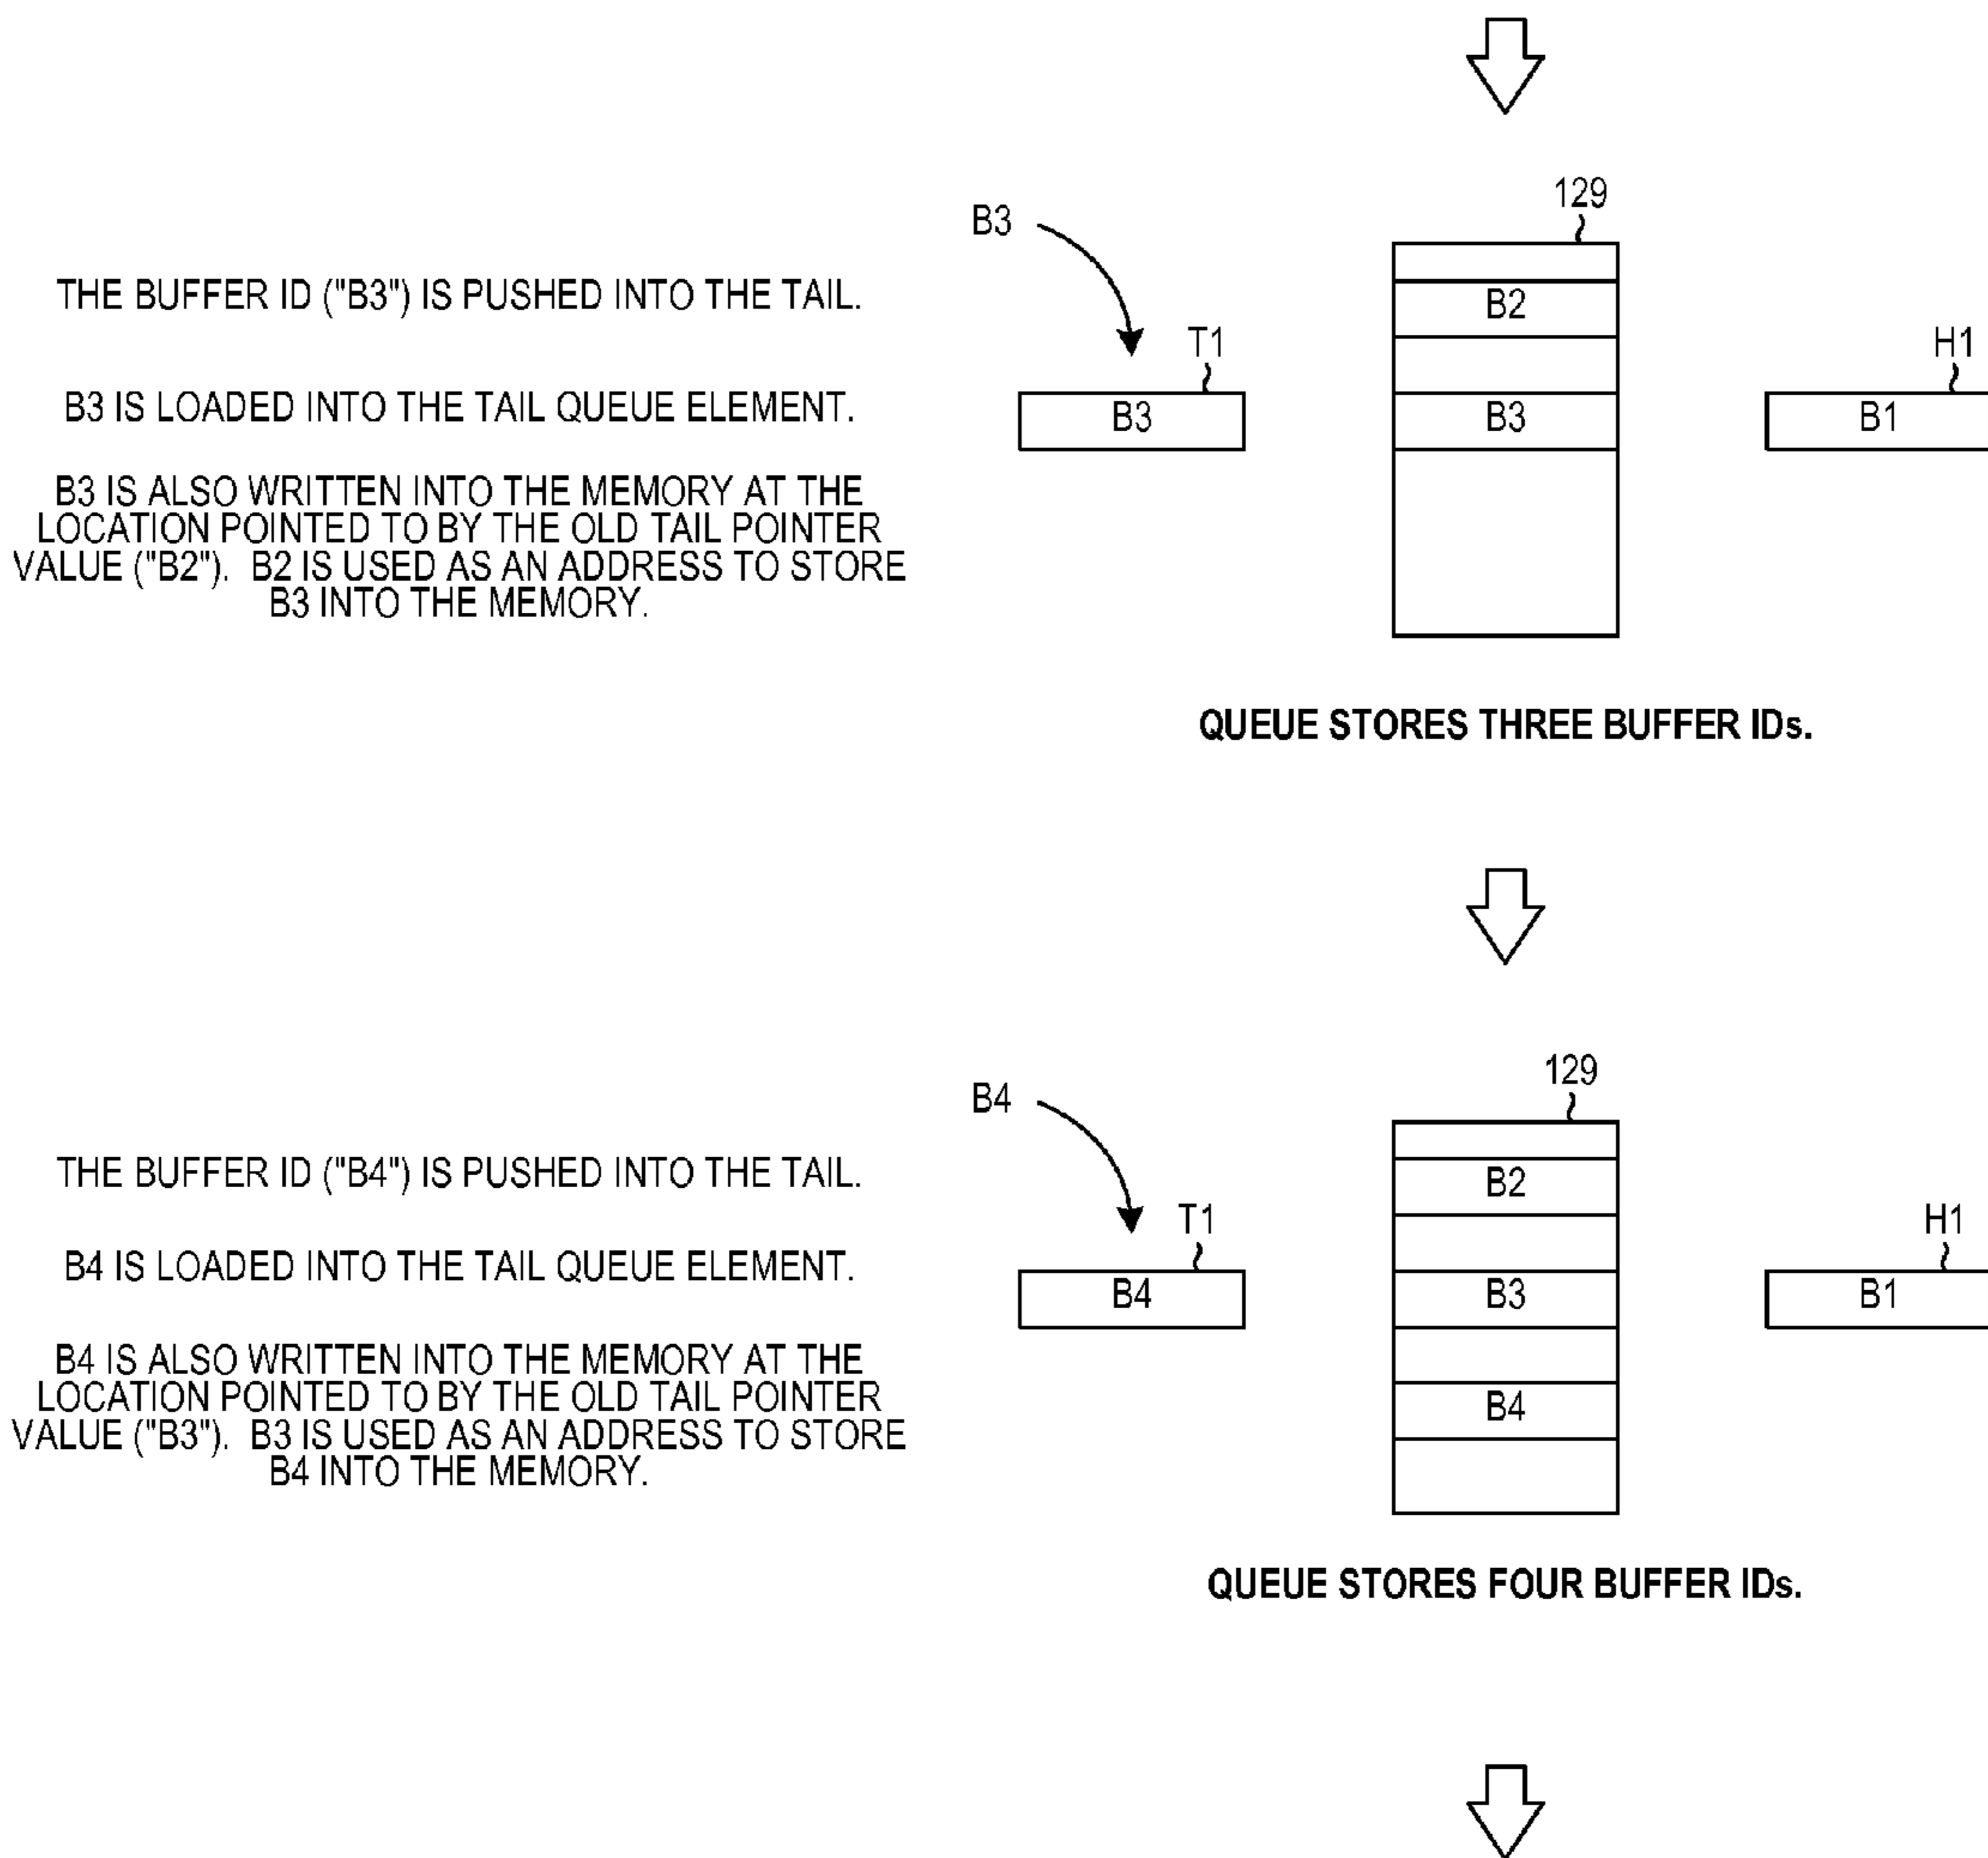 THE BUFFER ID ("B3") IS PUSHED INTO THE TAIL.
B3 IS LOADED INTO THE TAIL QUEUE ELEMENT.
B3 IS ALSO WRITTEN INTO THE MEMORY AT THE
LOCATION POINTED TO BY THE OLD TAIL POINTER
VALUE ("B2"). B2 IS USED AS AN ADDRESS TO STORE
B3 INTO THE MEMORY.
B3
T1
B3
129
B2
B3
H1
B1
QUEUE STORES THREE BUFFER IDs.
THE BUFFER ID ("B4") IS PUSHED INTO THE TAIL.
B4 IS LOADED INTO THE TAIL QUEUE ELEMENT.
B4 IS ALSO WRITTEN INTO THE MEMORY AT THE
LOCATION POINTED TO BY THE OLD TAIL POINTER
VALUE ("B3"). B3 IS USED AS AN ADDRESS TO STORE
B4 INTO THE MEMORY.
B4
T1
B4
129
B2
B3
B4
H1
B1
QUEUE STORES FOUR BUFFER IDs.